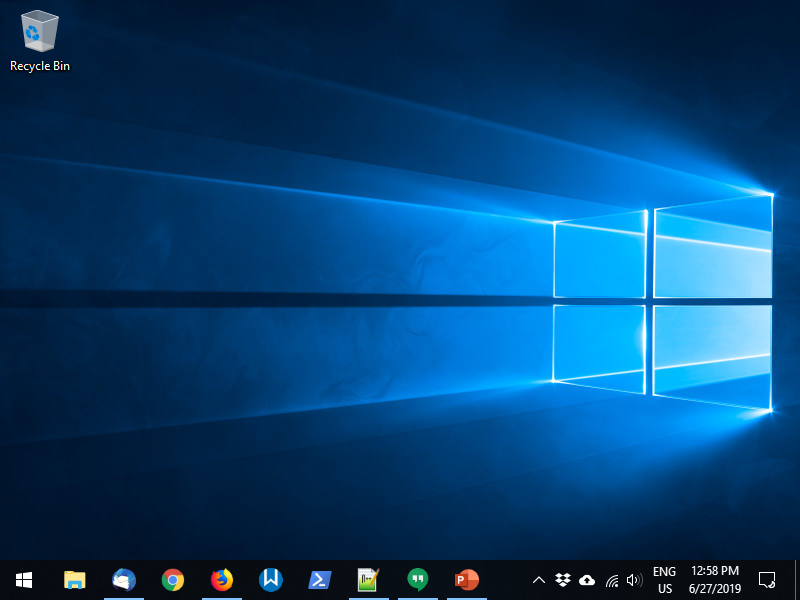 Recycle Bin
ENG
US
12:58 PM
6/27/2019